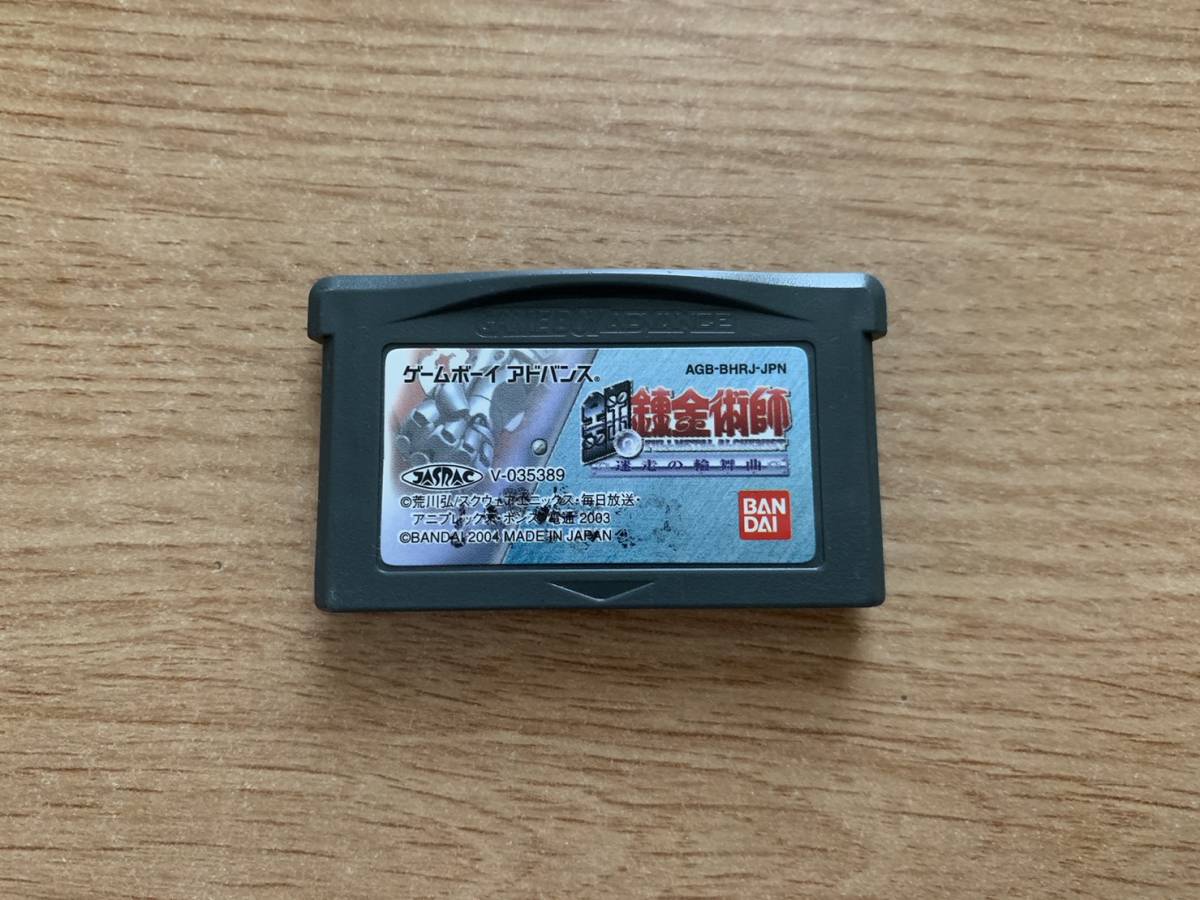 GAME BOY ADVANCE
ゲームボーイ アドバンス®
AGB-BHRJ-JPN
鋼の錬金術師
FULLMETAL ALCHEMIST
迷走の輪舞曲
JASRAC V-035389
©荒川弘/スクウェアエニックス・毎日放送・
アニプレックス・ボンズ・電通 2003
©BANDAI 2004 MADE IN JAPAN
BAN
DAI